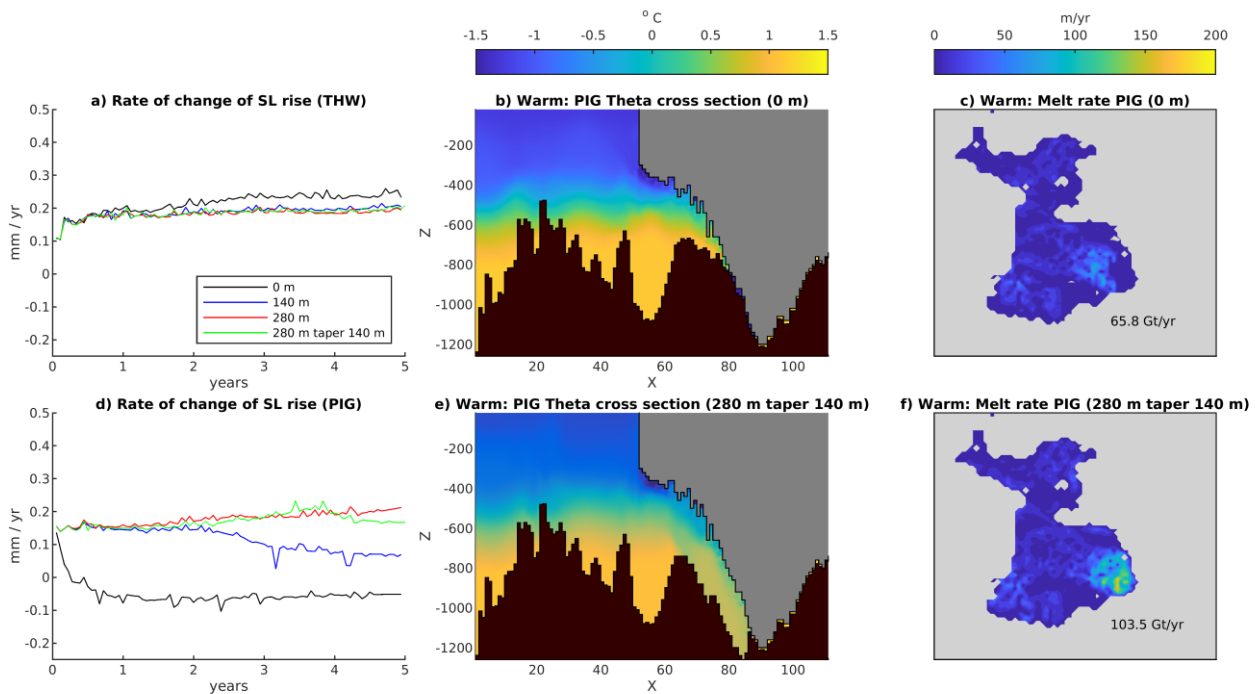 ° C
-1.5 -1 -0.5 0 0.5 1 1.5
m/yr
0 50 100 150 200
a) Rate of change of SL rise (THW)
0.5
0.4
0.3
0.2
0.1
0
-0.1
-0.2
mm / yr
0 m
140 m
280 m
280 m taper 140 m
0 1 2 3 4 5
years
b) Warm: PIG Theta cross section (0 m)
-200
-400
-600
-800
-1000
-1200
Z
20 40 60 80 100
X
c) Warm: Melt rate PIG (0 m)
65.8 Gt/yr
d) Rate of change of SL rise (PIG)
0.5
0.4
0.3
0.2
0.1
0
-0.1
-0.2
mm / yr
0 1 2 3 4 5
years
e) Warm: PIG Theta cross section (280 m taper 140 m)
-200
-400
-600
-800
-1000
-1200
Z
20 40 60 80 100
X
f) Warm: Melt rate PIG (280 m taper 140 m)
103.5 Gt/yr